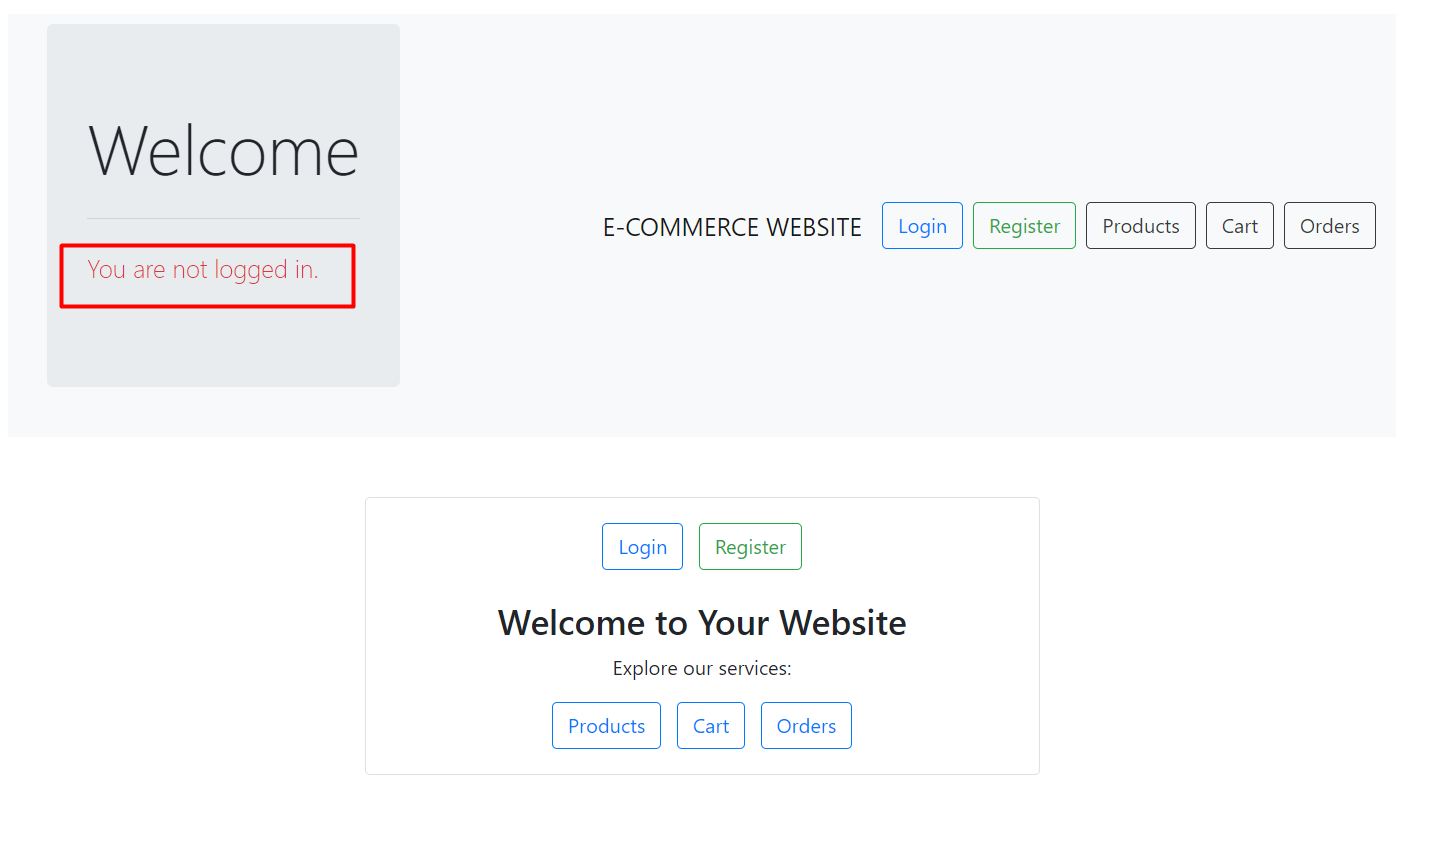 Welcome
You are not logged in.
E-COMMERCE WEBSITE Login Register Products Cart Orders
Login Register
Welcome to Your Website
Explore our services:
Products Cart Orders